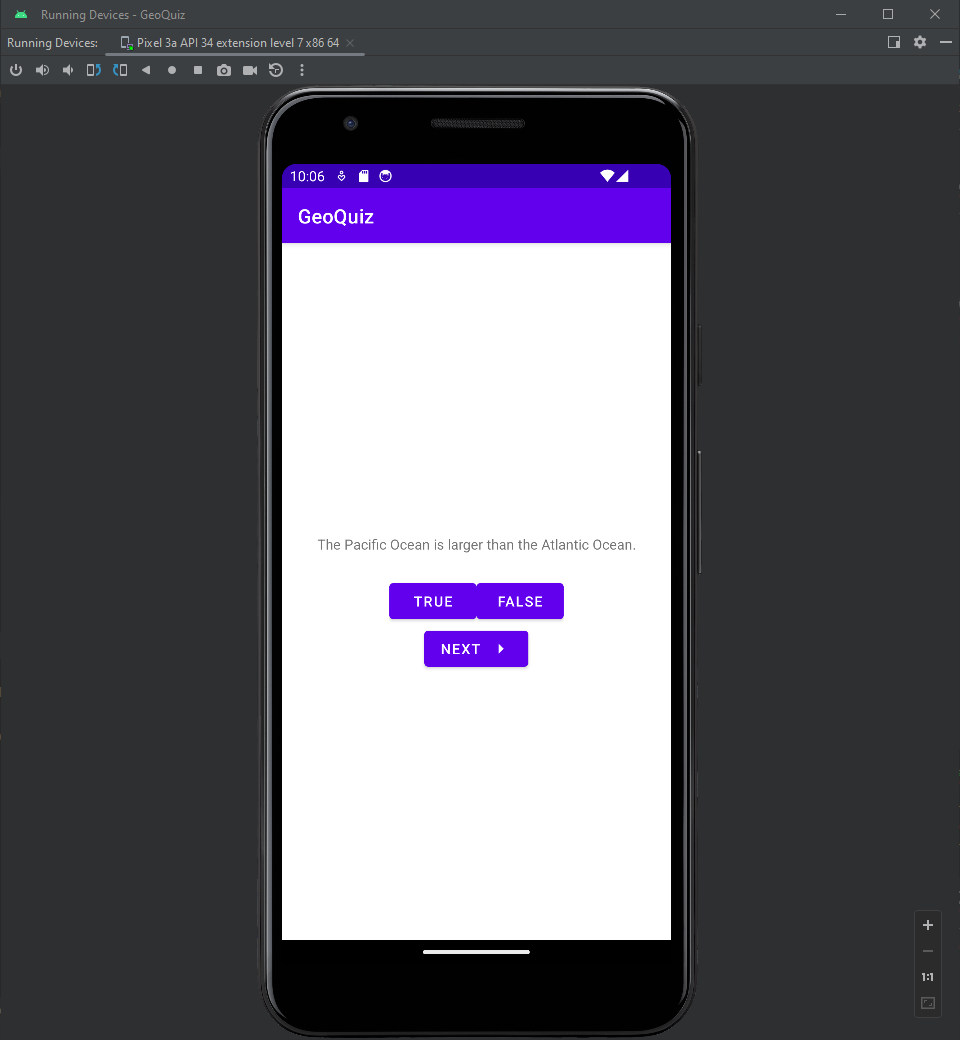 Running Devices - GeoQuiz
Running Devices: Pixel 3a API 34 extension level 7 x86 64
10:06
GeoQuiz
The Pacific Ocean is larger than the Atlantic Ocean.
TRUE FALSE
NEXT
1:1